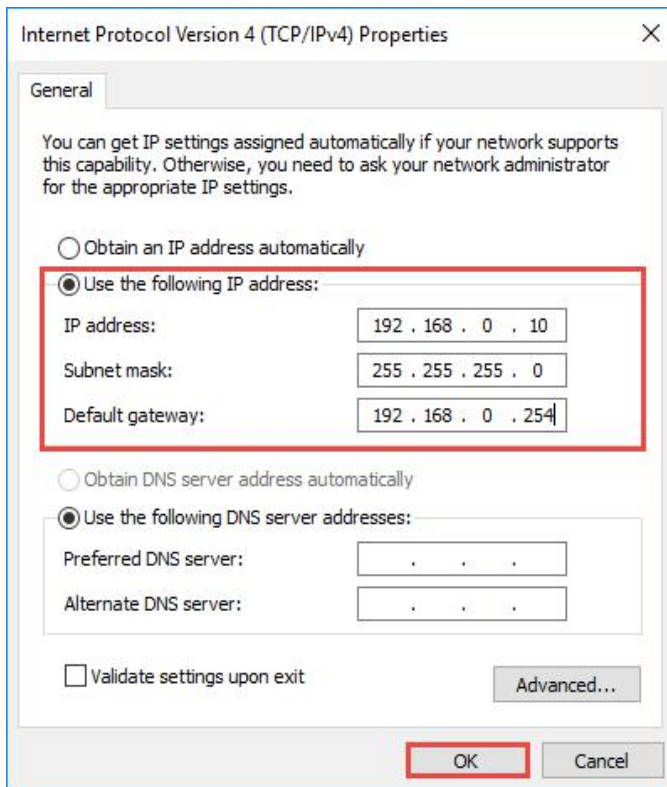 Internet Protocol Version 4 (TCP/IPv4) Properties
General
You can get IP settings assigned automatically if your network supports
this capability. Otherwise, you need to ask your network administrator
for the appropriate IP settings.
Obtain an IP address automatically
Use the following IP address:
IP address: 192 . 168 . 0 . 10
Subnet mask: 255 . 255 . 255 . 0
Default gateway: 192 . 168 . 0 . 254
Obtain DNS server address automatically
Use the following DNS server addresses:
Preferred DNS server: . . .
Alternate DNS server: . . .
Validate settings upon exit
Advanced...
OK Cancel